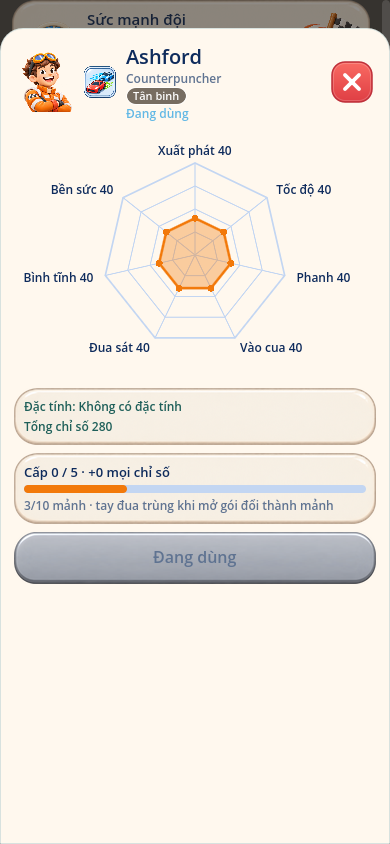 Sức mạnh đội
Ashford
Counterpuncher
Tân binh
Đang dùng
Xuất phát 40
Bền sức 40
Tốc độ 40
Bình tĩnh 40
Phanh 40
Đua sát 40
Vào cua 40
Đặc tính: Không có đặc tính
Tổng chỉ số 280
Cấp 0 / 5 · +0 mọi chỉ số
3/10 mảnh · tay đua trùng khi mở gói đổi thành mảnh
Đang dùng